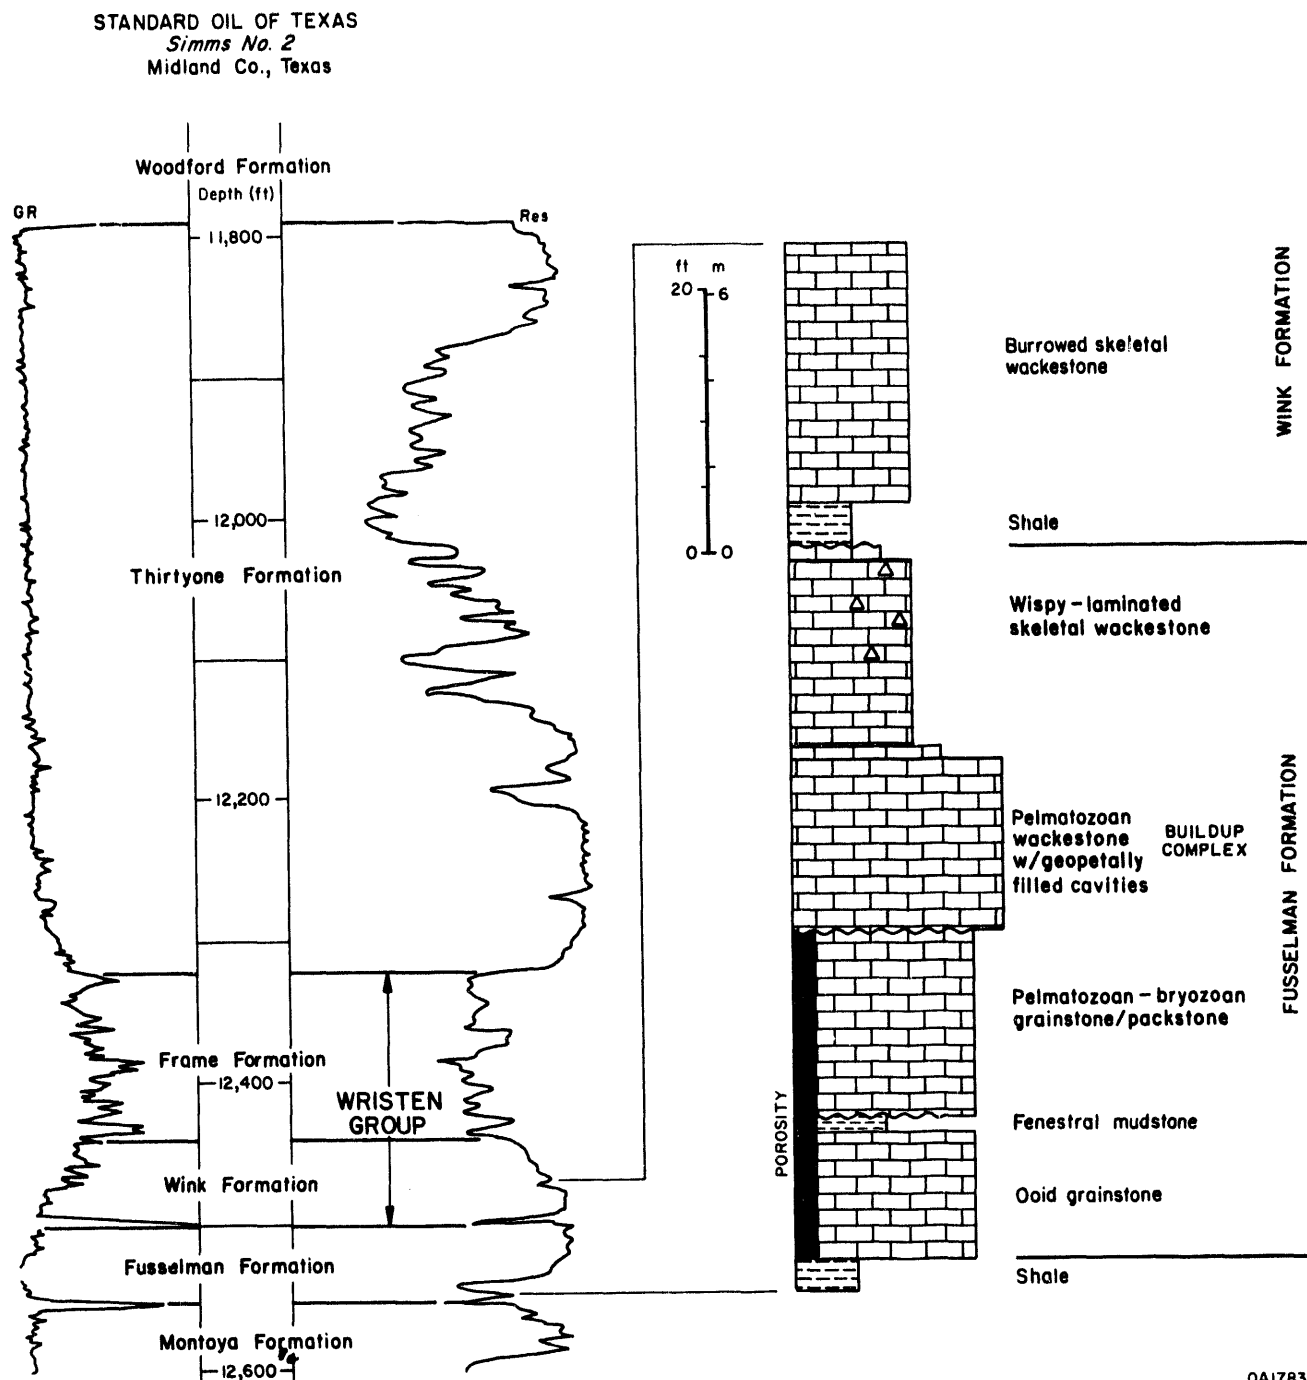 STANDARD OIL OF TEXAS
Simms No. 2
Midland Co., Texas
Woodford Formation
Depth (ft)
GR
Res
11,800
12,000
Thirtyone Formation
12,200
Frame Formation
12,400
WRISTEN
GROUP
Wink Formation
Fusselman Formation
Montoya Formation
12,600
ft m
20 6
0 0
Burrowed skeletal
wackestone
WINK FORMATION
Shale
Wispy-laminated
skeletal wackestone
Pelmatozoan
wackestone
w/geopetally
filled cavities
BUILDUP
COMPLEX
FUSSELMAN FORMATION
Pelmatozoan-bryozoan
grainstone/packstone
POROSITY
Fenestral mudstone
Ooid grainstone
Shale
QA1783